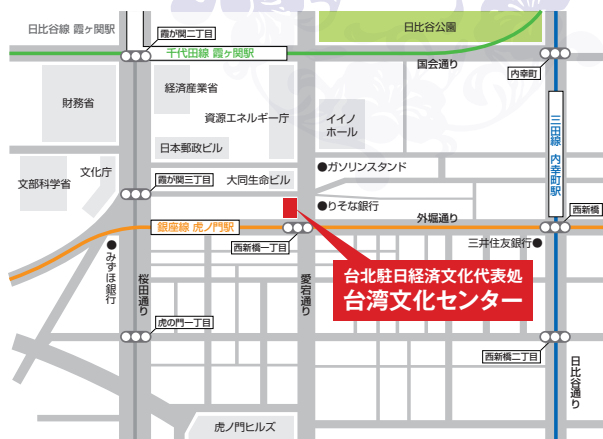 日比谷線 霞ヶ関駅
霞が関二丁目
日比谷公園
千代田線 霞ヶ関駅
国会通り
内幸町
財務省
経済産業省
資源エネルギー庁
イイノ
ホール
日本郵政ビル
三田線 内幸町駅
文部科学省
文化庁
霞が関三丁目
大同生命ビル
●ガソリンスタンド
●りそな銀行
西新橋
外堀通り
銀座線 虎ノ門駅
西新橋一丁目
三井住友銀行●
●みずほ銀行
桜田通り
愛宕通り
台北駐日経済文化代表処
台湾文化センター
虎の門一丁目
西新橋二丁目
日比谷通り
虎ノ門ヒルズ